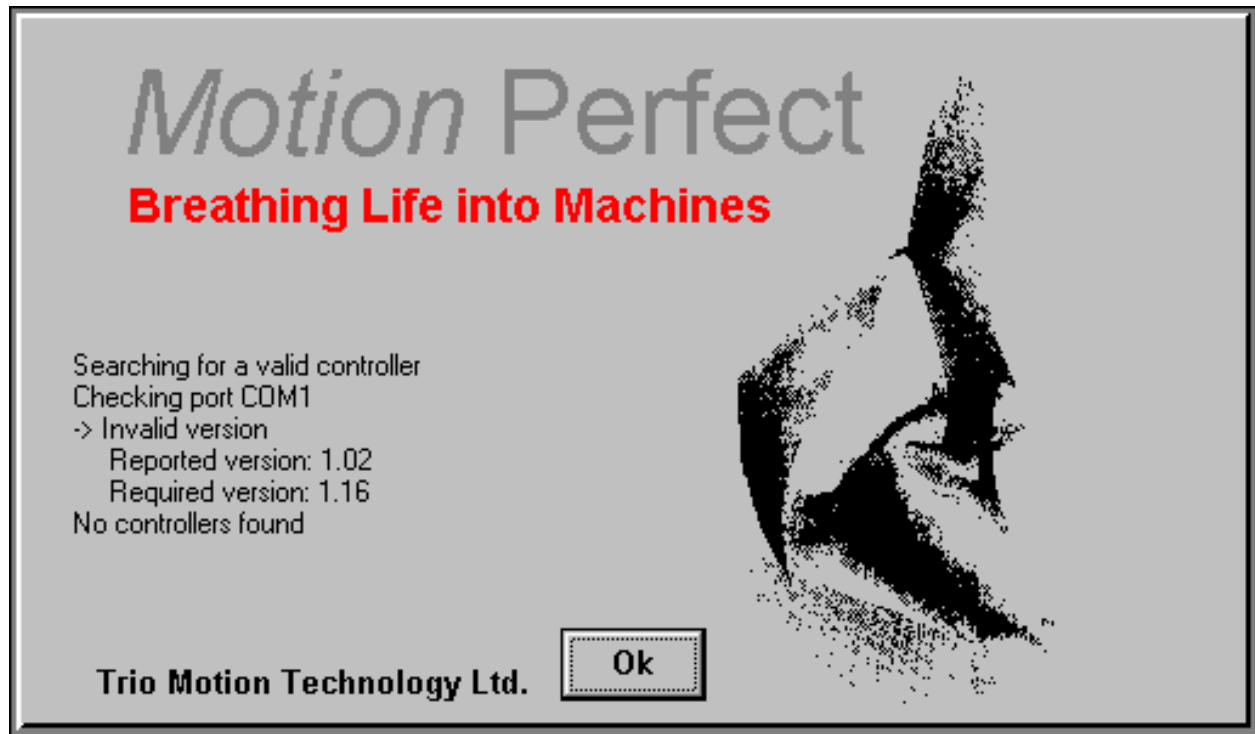 Motion Perfect
Breathing Life into Machines
Searching for a valid controller
Checking port COM1
-> Invalid version
Reported version: 1.02
Required version: 1.16
No controllers found
Ok
Trio Motion Technology Ltd.